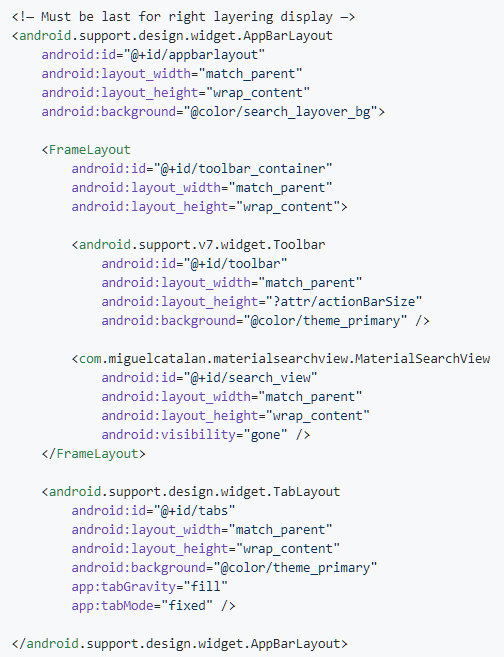 <!— Must be last for right layering display —>
<android.support.design.widget.AppBarLayout
    android:id="@+id/appbarlayout"
    android:layout_width="match_parent"
    android:layout_height="wrap_content"
    android:background="@color/search_layover_bg">

    <FrameLayout
        android:id="@+id/toolbar_container"
        android:layout_width="match_parent"
        android:layout_height="wrap_content">

        <android.support.v7.widget.Toolbar
            android:id="@+id/toolbar"
            android:layout_width="match_parent"
            android:layout_height="?attr/actionBarSize"
            android:background="@color/theme_primary" />

        <com.miguelcatalan.materialsearchview.MaterialSearchView
            android:id="@+id/search_view"
            android:layout_width="match_parent"
            android:layout_height="wrap_content"
            android:visibility="gone" />
    </FrameLayout>

    <android.support.design.widget.TabLayout
        android:id="@+id/tabs"
        android:layout_width="match_parent"
        android:layout_height="wrap_content"
        android:background="@color/theme_primary"
        app:tabGravity="fill"
        app:tabMode="fixed" />

</android.support.design.widget.AppBarLayout>